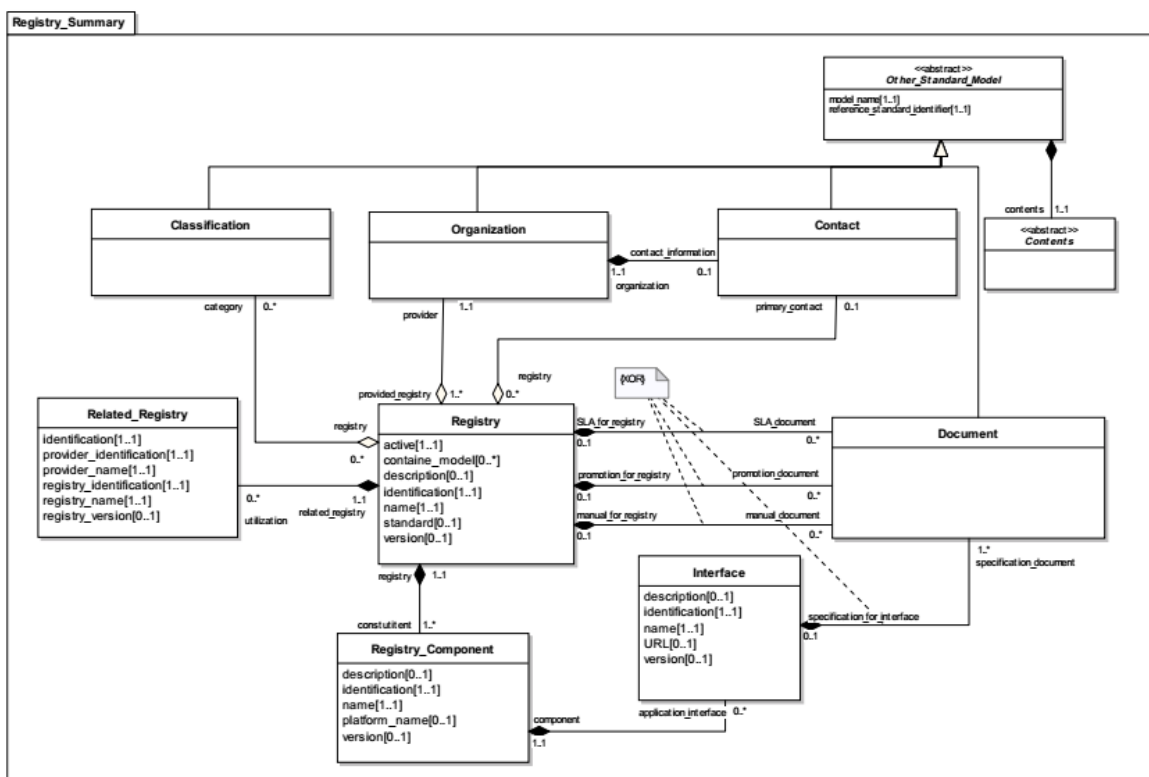 Registry_Summary
<<abstract>>
Other_Standard_Model
model_name[1..1]
reference_standard_identifier[1..1]
contents 1..1
<<abstract>>
Contents
Classification
Organization
Contact
contact_information
1..1 0..1
organization
category 0..*
provider 1..1
primary_contact 0..1
registry
provided_registry 1..* 0..*
{XOR}
Related_Registry
identification[1..1]
provider_identification[1..1]
provider_name[1..1]
registry_identification[1..1]
registry_name[1..1]
registry_version[0..1]
registry
0..*
0..* 1..1
utilization related_registry
Registry
active[1..1]
containe_model[0..*]
description[0..1]
identification[1..1]
name[1..1]
standard[0..1]
version[0..1]
SLA_for_registry SLA_document
0..1 0..*
promotion_for_registry promotion_document
0..1 0..*
manual_for_registry manual_document
0..1 0..*
Document
1..*
specification_document
registry 1..1
constutitent 1..*
Interface
description[0..1]
identification[1..1]
name[1..1]
URL[0..1]
version[0..1]
specification_for_interface
0..1
Registry_Component
description[0..1]
identification[1..1]
name[1..1]
platform_name[0..1]
version[0..1]
application_interface 0..*
component
1..1